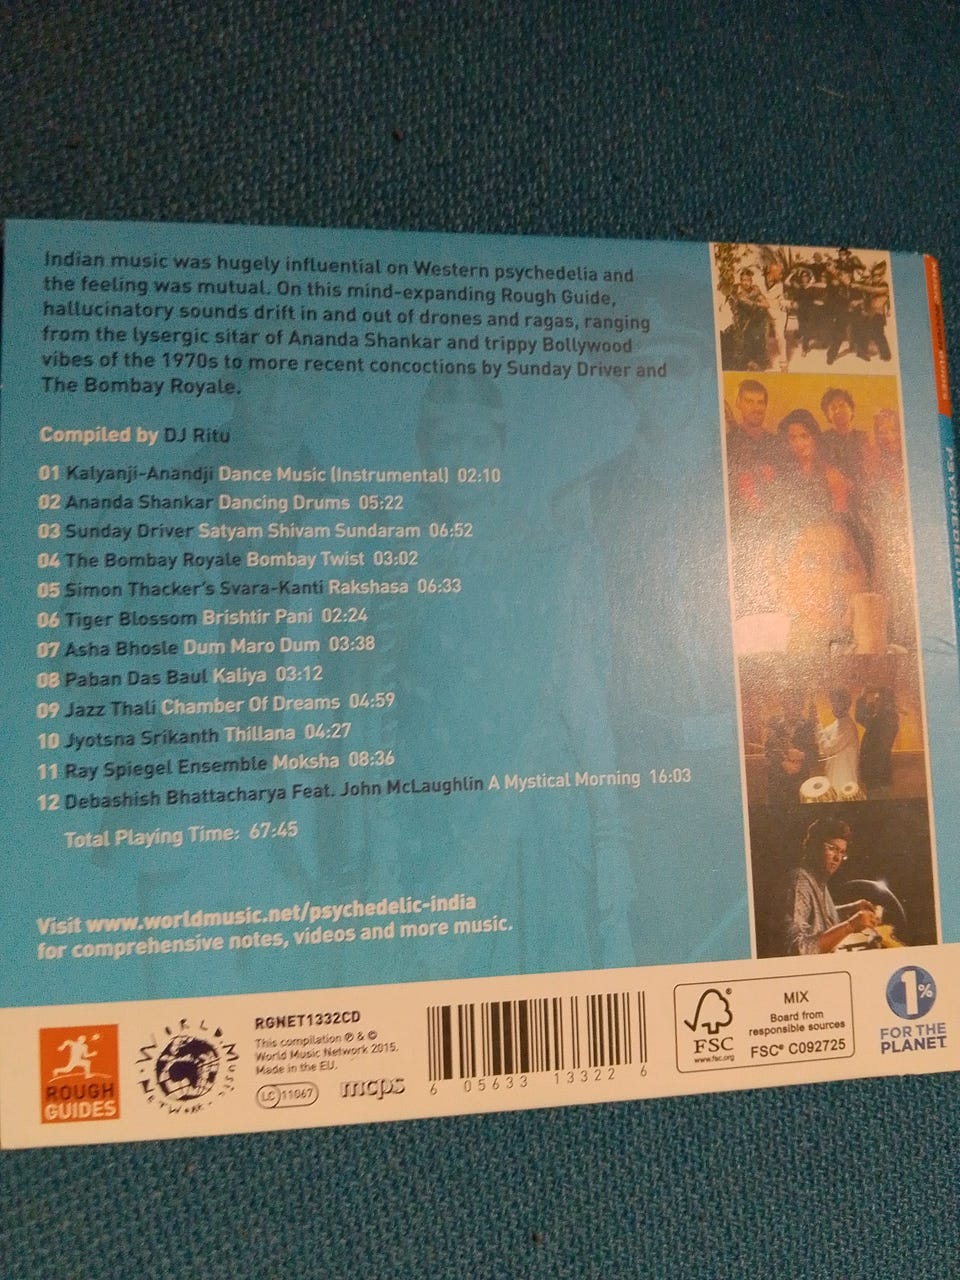 Indian music was hugely influential on Western psychedelia and
the feeling was mutual. On this mind-expanding Rough Guide,
hallucinatory sounds drift in and out of drones and ragas, ranging
from the lysergic sitar of Ananda Shankar and trippy Bollywood
vibes of the 1970s to more recent concoctions by Sunday Driver and
The Bombay Royale.
Compiled by DJ Ritu
01 Kalyanji-Anandji Dance Music (Instrumental) 02:10
02 Ananda Shankar Dancing Drums 05:22
03 Sunday Driver Satyam Shivam Sundaram 06:52
04 The Bombay Royale Bombay Twist 03:02
05 Simon Thacker's Svara-Kanti Rakshasa 06:33
06 Tiger Blossom Brishtir Pani 02:24
07 Asha Bhosle Dum Maro Dum 03:38
08 Paban Das Baul Kaliya 03:12
09 Jazz Thali Chamber Of Dreams 04:59
10 Jyotsna Srikanth Thillana 04:27
11 Ray Spiegel Ensemble Moksha 08:36
12 Debashish Bhattacharya Feat. John McLaughlin A Mystical Morning 16:03
Total Playing Time: 67:45
Visit www.worldmusic.net/psychedelic-india
for comprehensive notes, videos and more music.
ROUGH
GUIDES
WORLD MUSIC NETWORK
RGNET1332CD
This compilation ℗ & ©
World Music Network 2015.
Made in the EU.
LC 11067
mcps
6 05633 13322 6
FSC
www.fsc.org
MIX
Board from
responsible sources
FSC® C092725
1%
FOR THE
PLANET